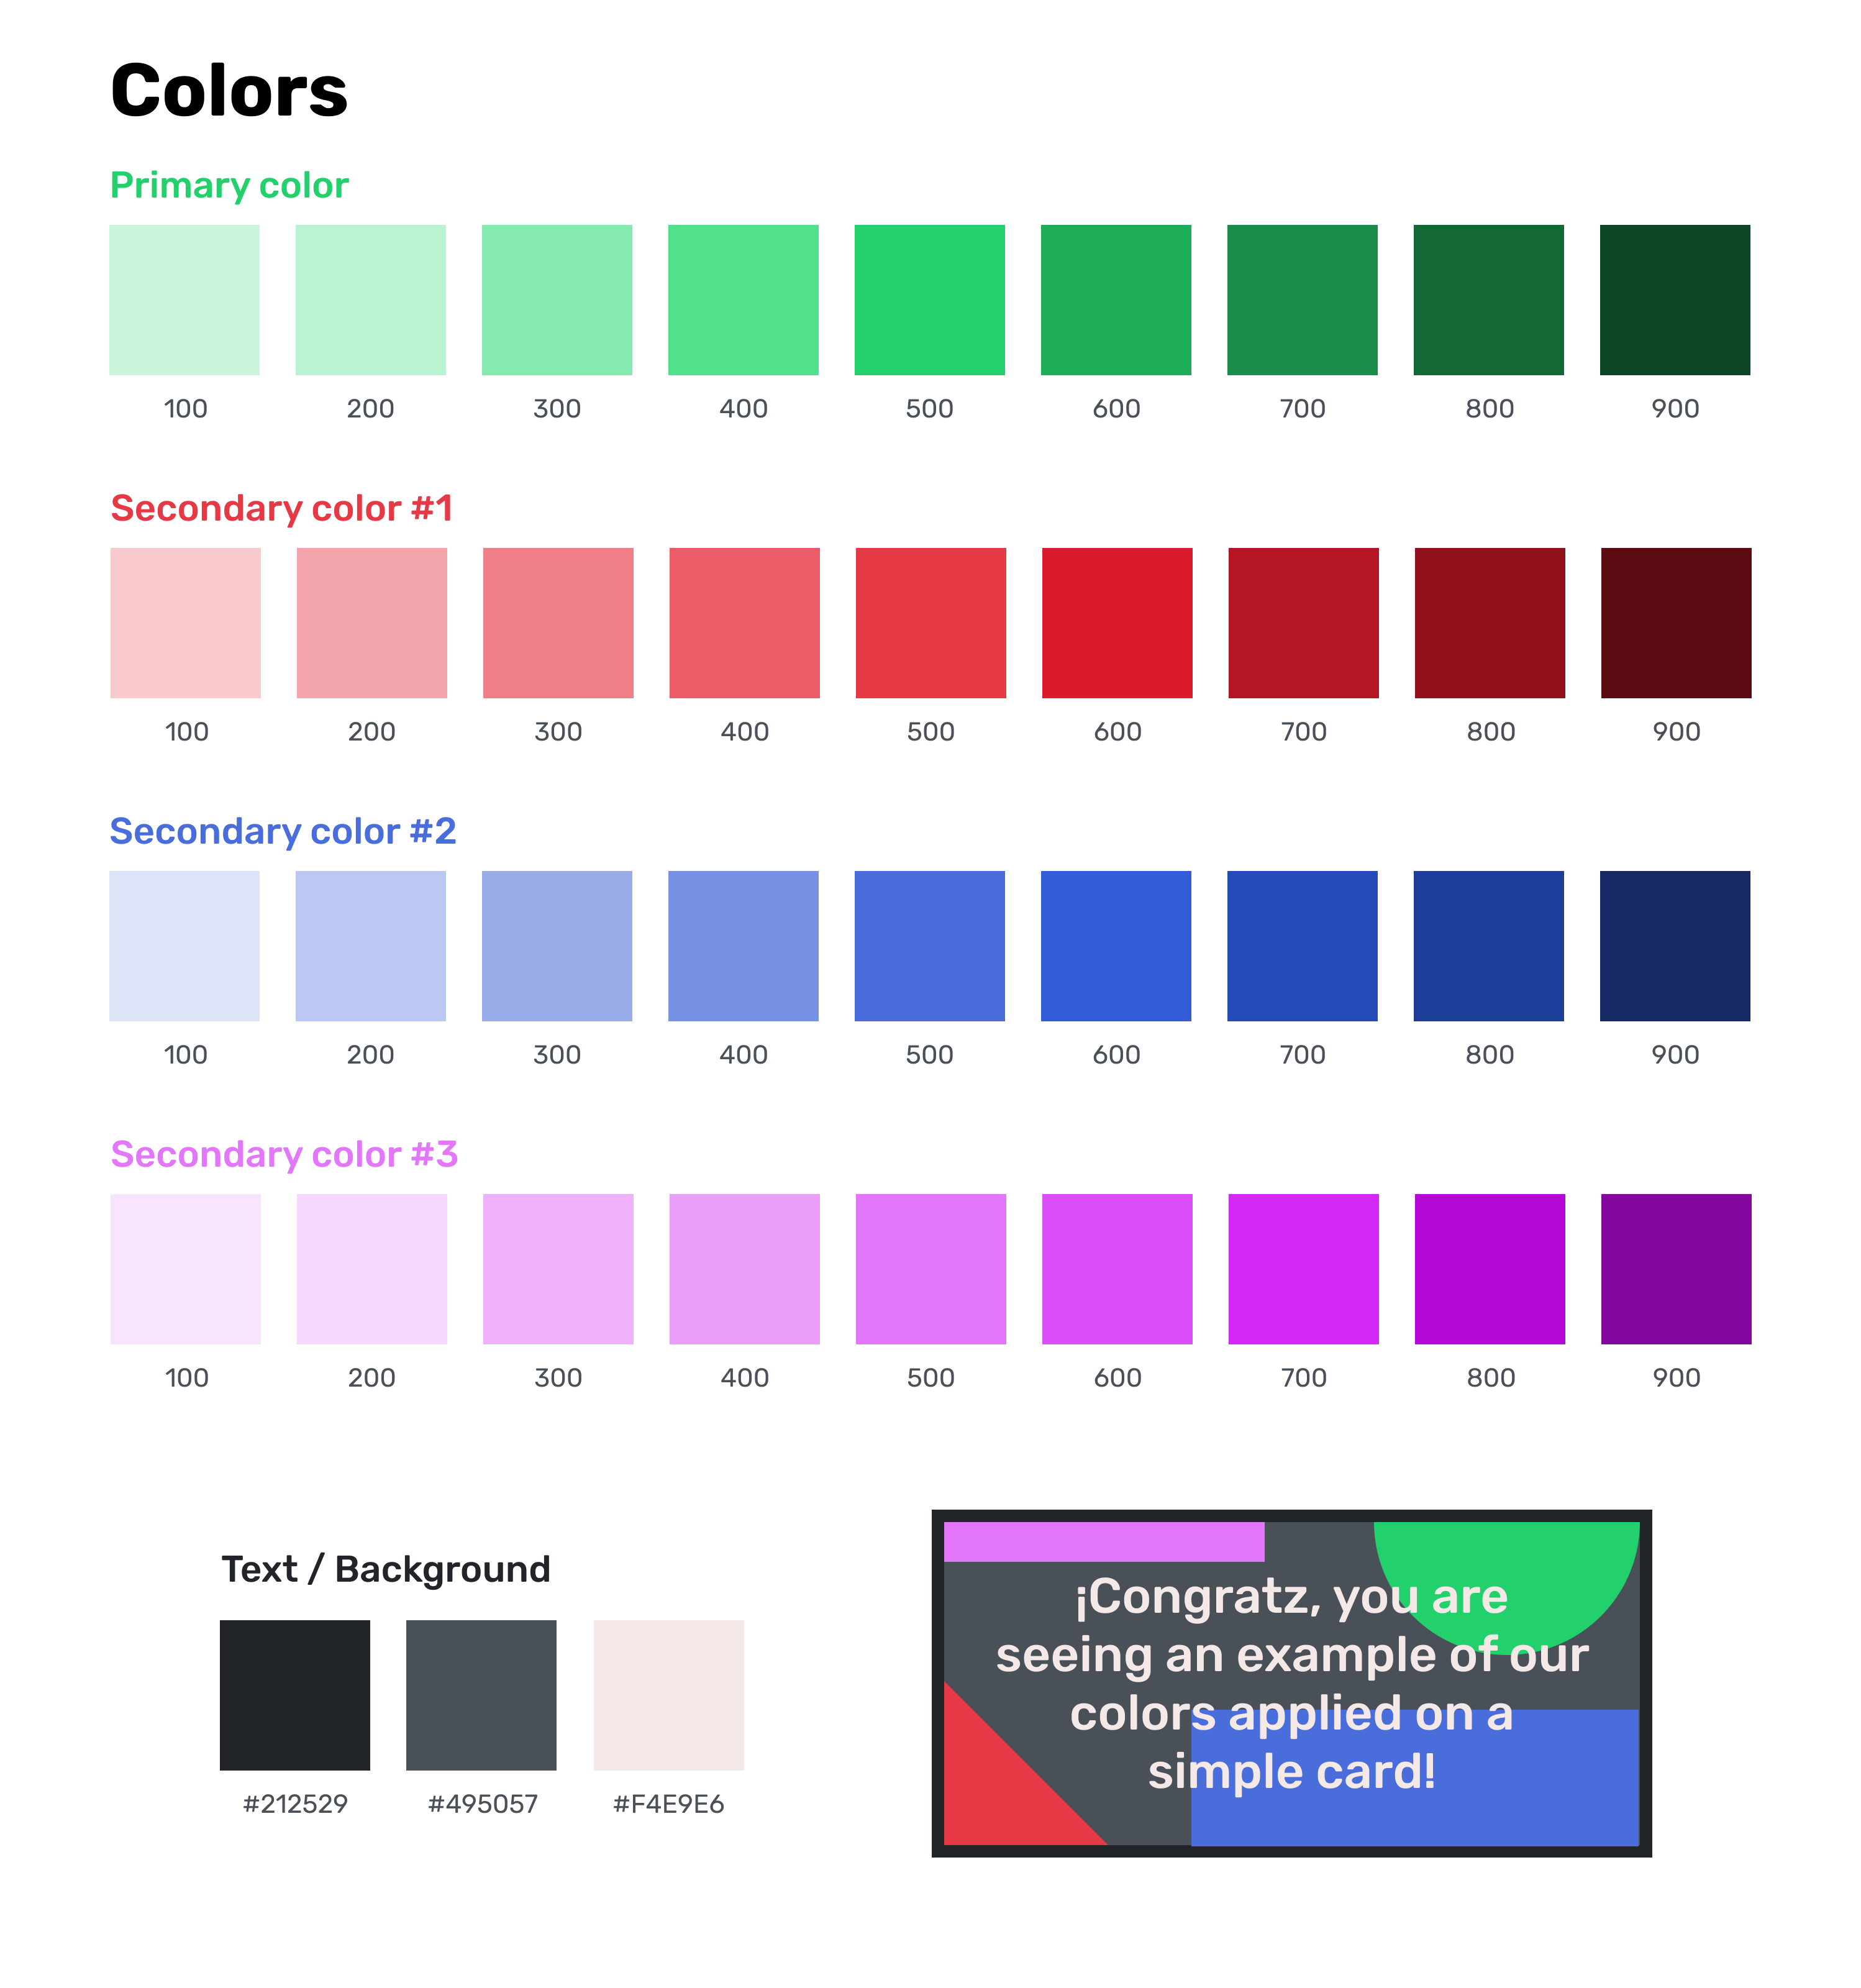 Colors
Primary color
100 200 300 400 500 600 700 800 900
Secondary color #1
100 200 300 400 500 600 700 800 900
Secondary color #2
100 200 300 400 500 600 700 800 900
Secondary color #3
100 200 300 400 500 600 700 800 900
Text / Background
#212529 #495057 #F4E9E6
¡Congratz, you are
seeing an example of our
colors applied on a
simple card!